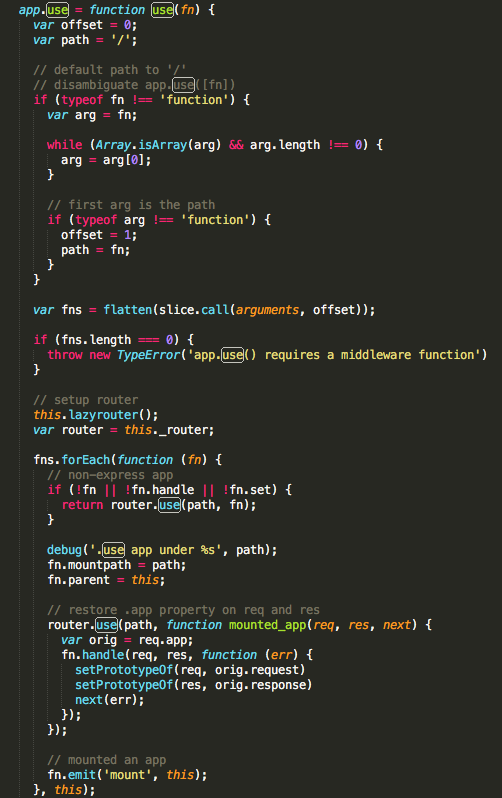 app.use = function use(fn) {
  var offset = 0;
  var path = '/';

  // default path to '/'
  // disambiguate app.use([fn])
  if (typeof fn !== 'function') {
    var arg = fn;

    while (Array.isArray(arg) && arg.length !== 0) {
      arg = arg[0];
    }

    // first arg is the path
    if (typeof arg !== 'function') {
      offset = 1;
      path = fn;
    }
  }

  var fns = flatten(slice.call(arguments, offset));

  if (fns.length === 0) {
    throw new TypeError('app.use() requires a middleware function')
  }

  // setup router
  this.lazyrouter();
  var router = this._router;

  fns.forEach(function (fn) {
    // non-express app
    if (!fn || !fn.handle || !fn.set) {
      return router.use(path, fn);
    }

    debug('.use app under %s', path);
    fn.mountpath = path;
    fn.parent = this;

    // restore .app property on req and res
    router.use(path, function mounted_app(req, res, next) {
      var orig = req.app;
      fn.handle(req, res, function (err) {
        setPrototypeOf(req, orig.request)
        setPrototypeOf(res, orig.response)
        next(err);
      });
    });

    // mounted an app
    fn.emit('mount', this);
  }, this);